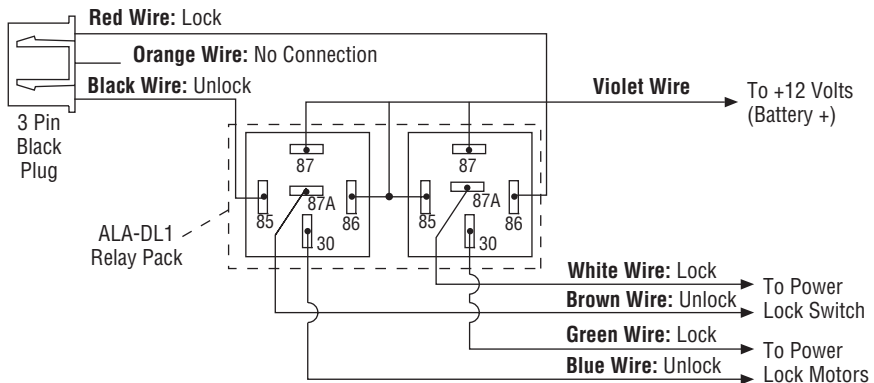 Red Wire: Lock
Orange Wire: No Connection
Black Wire: Unlock
3 Pin
Black
Plug
Violet Wire
To +12 Volts
(Battery +)
87
87
87A
87A
85
86
85
86
30
30
ALA-DL1
Relay Pack
White Wire: Lock
Brown Wire: Unlock
To Power
Lock Switch
Green Wire: Lock
Blue Wire: Unlock
To Power
Lock Motors